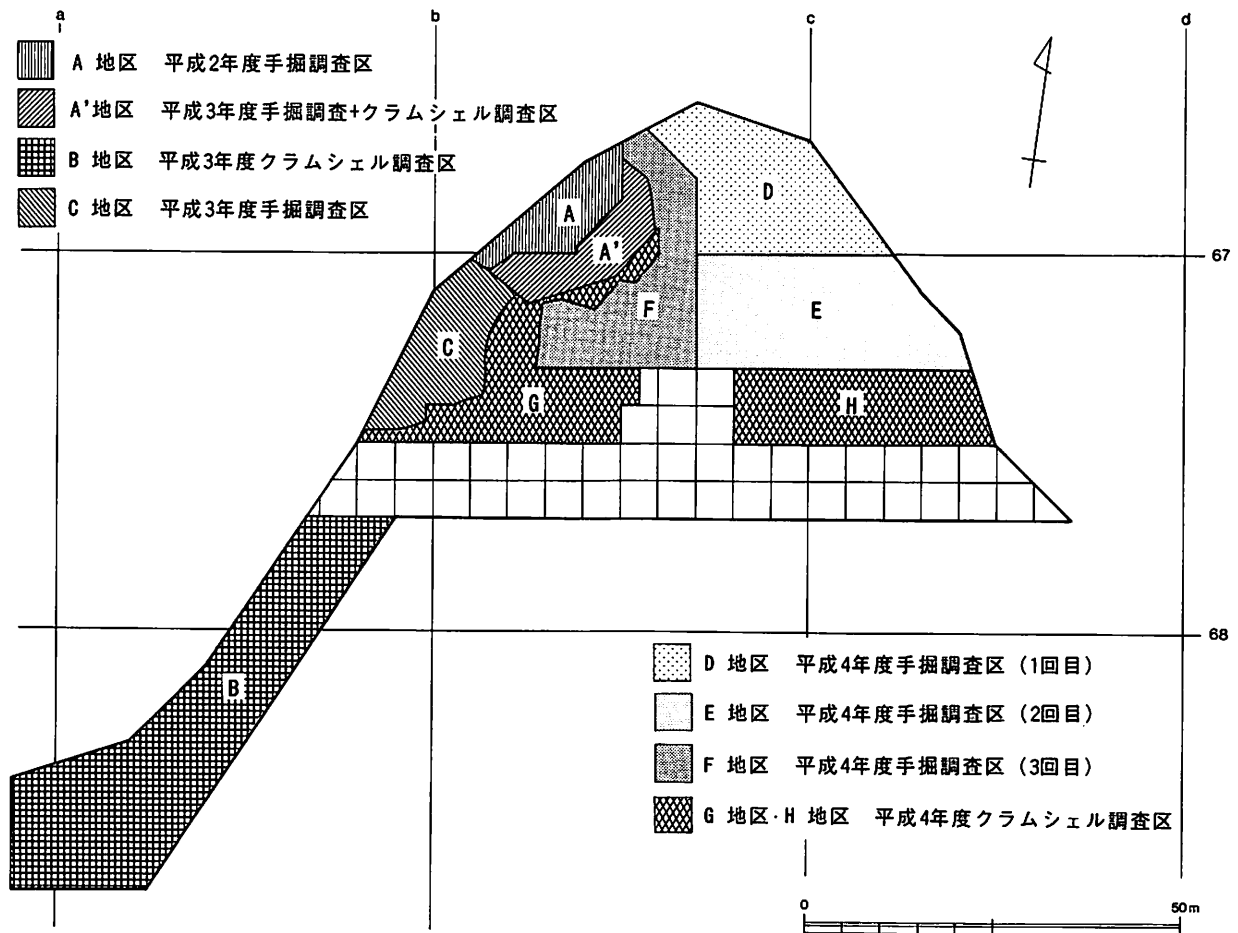 a b c d
A 地区 平成2年度手掘調査区
A'地区 平成3年度手掘調査+クラムシェル調査区
B 地区 平成3年度クラムシェル調査区
C 地区 平成3年度手掘調査区
D
A
A'
67
E
F
C
G
H
68
B
D 地区 平成4年度手掘調査区 (1回目)
E 地区 平成4年度手掘調査区 (2回目)
F 地区 平成4年度手掘調査区 (3回目)
G 地区・H 地区 平成4年度クラムシェル調査区
0 50m